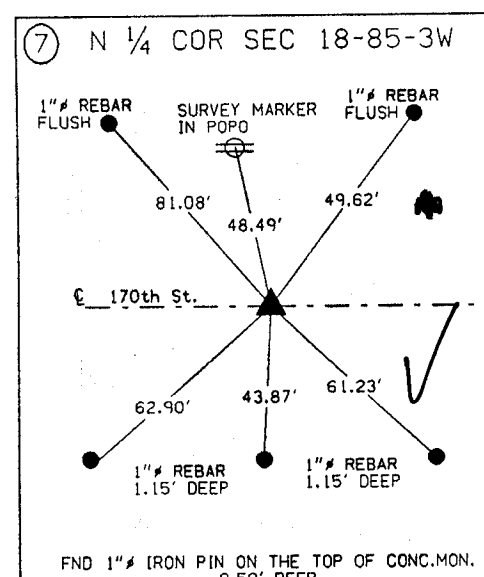 7 N 1/4 COR SEC 18-85-3W
1"ø REBAR
FLUSH
SURVEY MARKER
IN POPO
1"ø REBAR
FLUSH
81.08'
48.49'
49.62'
℄ 170th St.
62.90'
43.87'
61.23'
1"ø REBAR
1.15' DEEP
1"ø REBAR
1.15' DEEP
FND 1"ø IRON PIN ON THE TOP OF CONC.MON.